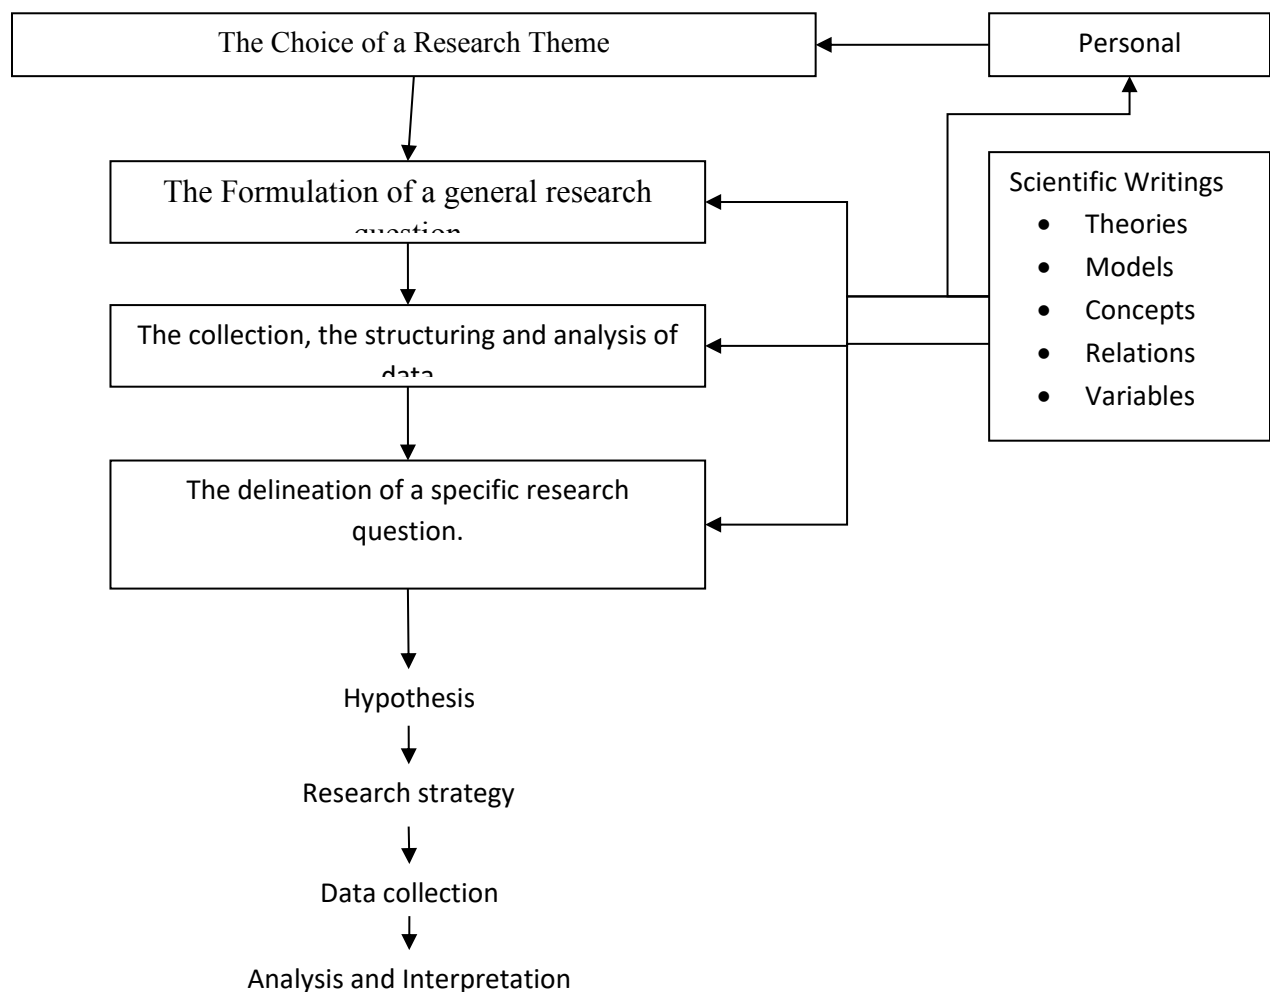 The Choice of a Research Theme
Personal
The Formulation of a general research
question
Scientific Writings
• Theories
• Models
• Concepts
• Relations
• Variables
The collection, the structuring and analysis of
data
The delineation of a specific research
question.
Hypothesis
Research strategy
Data collection
Analysis and Interpretation